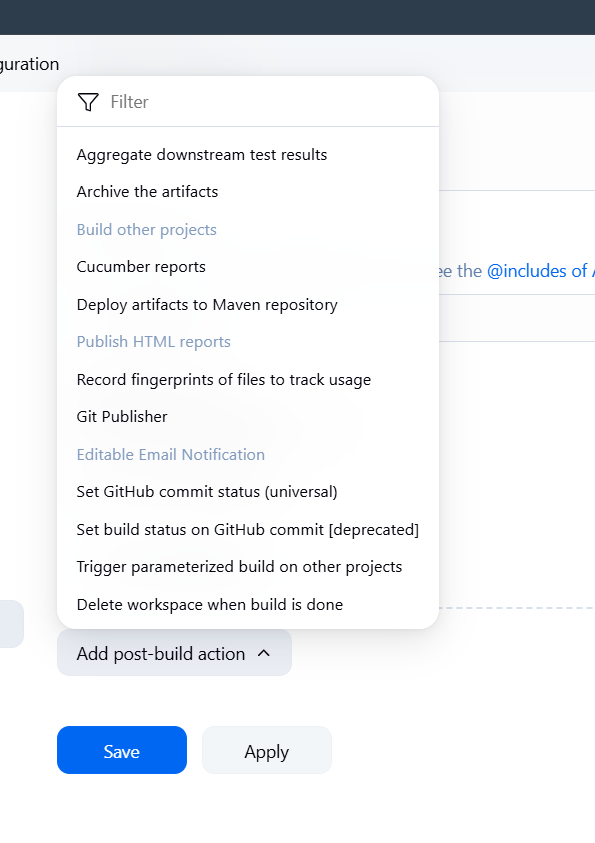 guration
Filter
Aggregate downstream test results
Archive the artifacts
Build other projects
Cucumber reports
ee the @includes of A
Deploy artifacts to Maven repository
Publish HTML reports
Record fingerprints of files to track usage
Git Publisher
Editable Email Notification
Set GitHub commit status (universal)
Set build status on GitHub commit [deprecated]
Trigger parameterized build on other projects
Delete workspace when build is done
Add post-build action
Save Apply